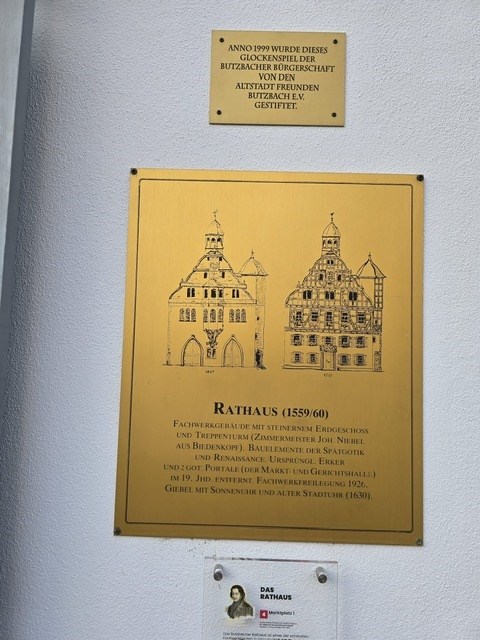 ANNO 1999 WURDE DIESES
GLOCKENSPIEL DER
BUTZBACHER BÜRGERSCHAFT
VON DEN
ALTSTADT FREUNDEN
BUTZBACH E.V.
GESTIFTET.
RATHAUS (1559/60)
FACHWERKGEBÄUDE MIT STEINERNEM ERDGESCHOSS
UND TREPPENTURM (ZIMMERMEISTER JOH. NIEBEL
AUS BIEDENKOPF). BAUELEMENTE DER SPÄTGOTIK
UND RENAISSANCE. URSPRÜNGL. ERKER
UND 2 GOT. PORTALE (DER MARKT- UND GERICHTSHALLE)
IM 19. JHD. ENTFERNT. FACHWERKFREILEGUNG 1926.
GIEBEL MIT SONNENUHR UND ALTER STADTUHR (1630).
DAS
RATHAUS
4 Marktplatz 1